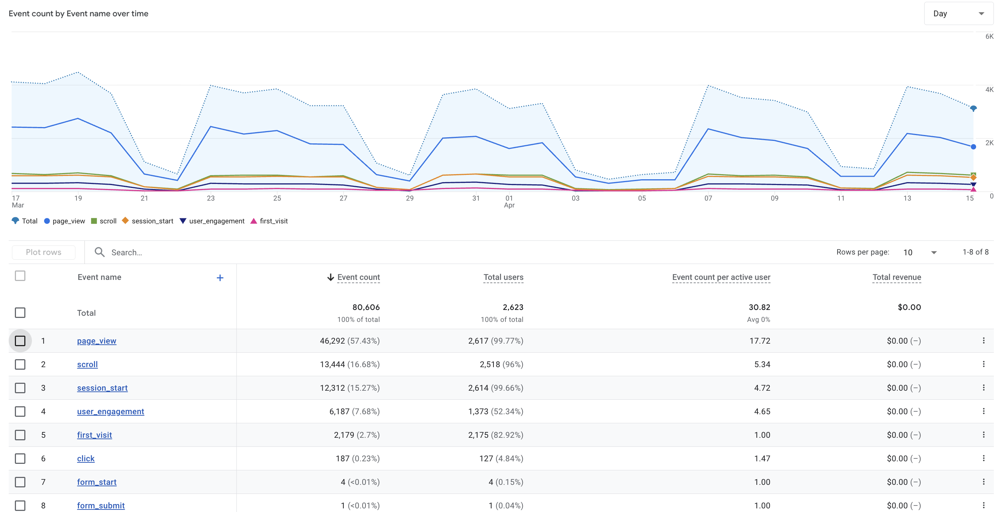 Event count by Event name over time
Day
6K
4K
2K
0
17 19 21 23 25 27 29 31 01 03 05 07 09 11 13 15
Mar Apr
Total page_view scroll session_start user_engagement first_visit
Plot rows Search... Rows per page: 10 1-8 of 8
Event name + Event count Total users Event count per active user Total revenue
Total 80,606 2,623 30.82 $0.00
100% of total 100% of total Avg 0%
1 page_view 46,292 (57.43%) 2,617 (99.77%) 17.72 $0.00 (–)
2 scroll 13,444 (16.68%) 2,518 (96%) 5.34 $0.00 (–)
3 session_start 12,312 (15.27%) 2,614 (99.66%) 4.72 $0.00 (–)
4 user_engagement 6,187 (7.68%) 1,373 (52.34%) 4.65 $0.00 (–)
5 first_visit 2,179 (2.7%) 2,175 (82.92%) 1.00 $0.00 (–)
6 click 187 (0.23%) 127 (4.84%) 1.47 $0.00 (–)
7 form_start 4 (<0.01%) 4 (0.15%) 1.00 $0.00 (–)
8 form_submit 1 (<0.01%) 1 (0.04%) 1.00 $0.00 (–)